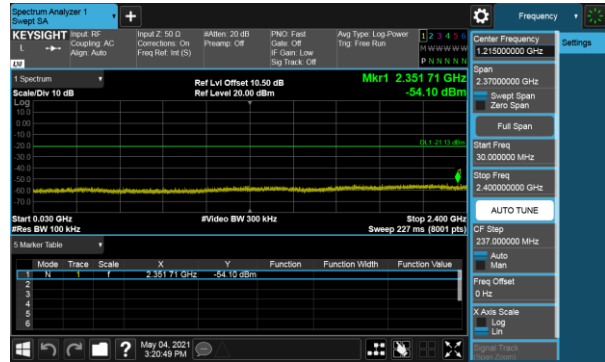 Spectrum Analyzer 1
Swept SA
+
Frequency
KEYSIGHT
L
Input: RF
Coupling: AC
Align: Auto
Input Z: 50 Ω
Corrections: On
Freq Ref: Int (S)
#Atten: 20 dB
Preamp: Off
PNO: Fast
Gate: Off
IF Gain: Low
Sig Track: Off
Avg Type: Log-Power
Trig: Free Run
1 2 3 4 5 6
M W W W W W
P N N N N N
LW
1 Spectrum
Scale/Div 10 dB
Ref Lvl Offset 10.50 dB
Ref Level 20.00 dBm
Mkr1 2.351 71 GHz
-54.10 dBm
Log
10.0
0.00
-10.0
-20.0
-30.0
-40.0
-50.0
-60.0
-70.0
DL1 -21.13 dBm
Start 0.030 GHz
#Res BW 100 kHz
#Video BW 300 kHz
Stop 2.400 GHz
Sweep 227 ms (8001 pts)
5 Marker Table
Mode Trace Scale X Y Function Function Width Function Value
1 N 1 f 2.351 71 GHz -54.10 dBm
2
3
4
5
6
May 04, 2021
3:20:49 PM
?
Center Frequency
1.215000000 GHz
Settings
Span
2.37000000 GHz
Swept Span
Zero Span
Full Span
Start Freq
30.000000 MHz
Stop Freq
2.400000000 GHz
AUTO TUNE
CF Step
237.000000 MHz
Auto
Man
Freq Offset
0 Hz
X Axis Scale
Log
Lin
Signal Track
(Span Zoom)